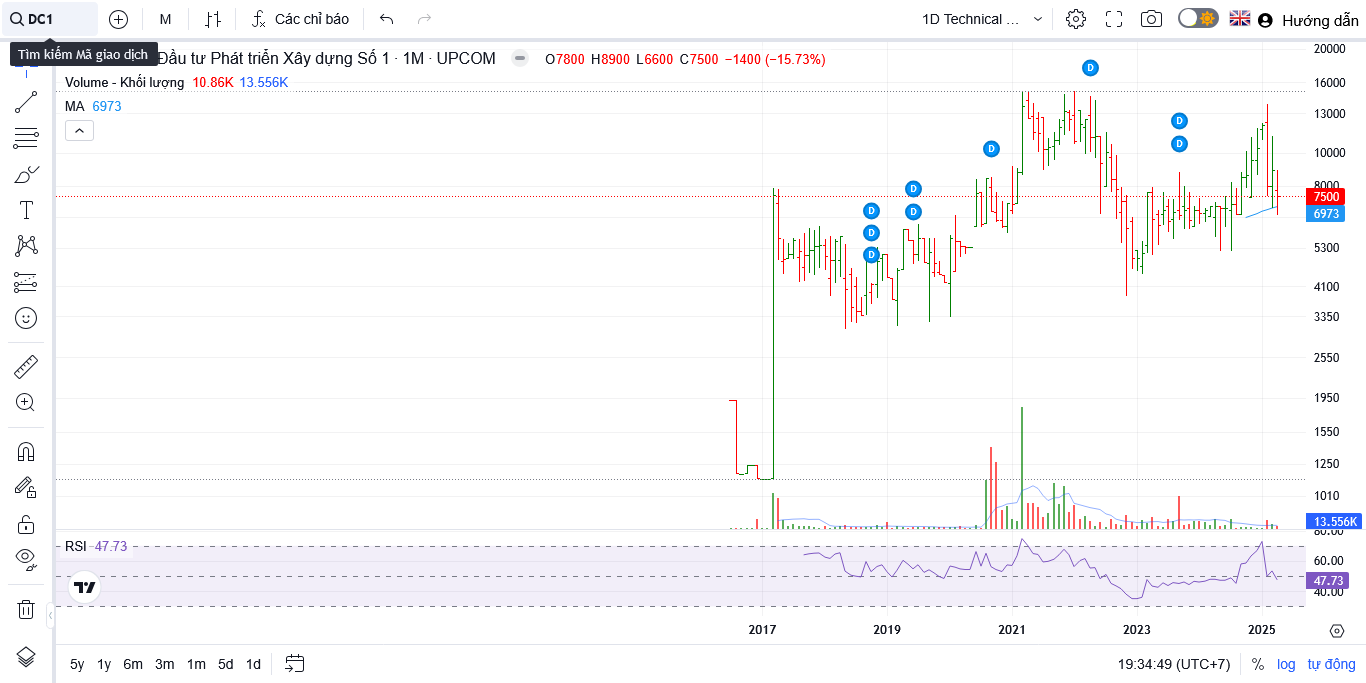 DC1
M
Các chỉ báo
1D Technical ...
Hướng dẫn
Tìm kiếm Mã giao dịch
Đầu tư Phát triển Xây dựng Số 1 · 1M · UPCOM
O7800 H8900 L6600 C7500 −1400 (−15.73%)
Volume - Khối lượng 10.86K 13.556K
MA 6973
D
D
D
D
D
D
D
D
D
20000
16000
13000
10000
8000
7500
6973
5300
4100
3350
2550
1950
1550
1250
1010
13.556K
80.00
RSI 47.73
60.00
47.73
40.00
2017 2019 2021 2023 2025
5y 1y 6m 3m 1m 5d 1d
19:34:49 (UTC+7) % log tự động